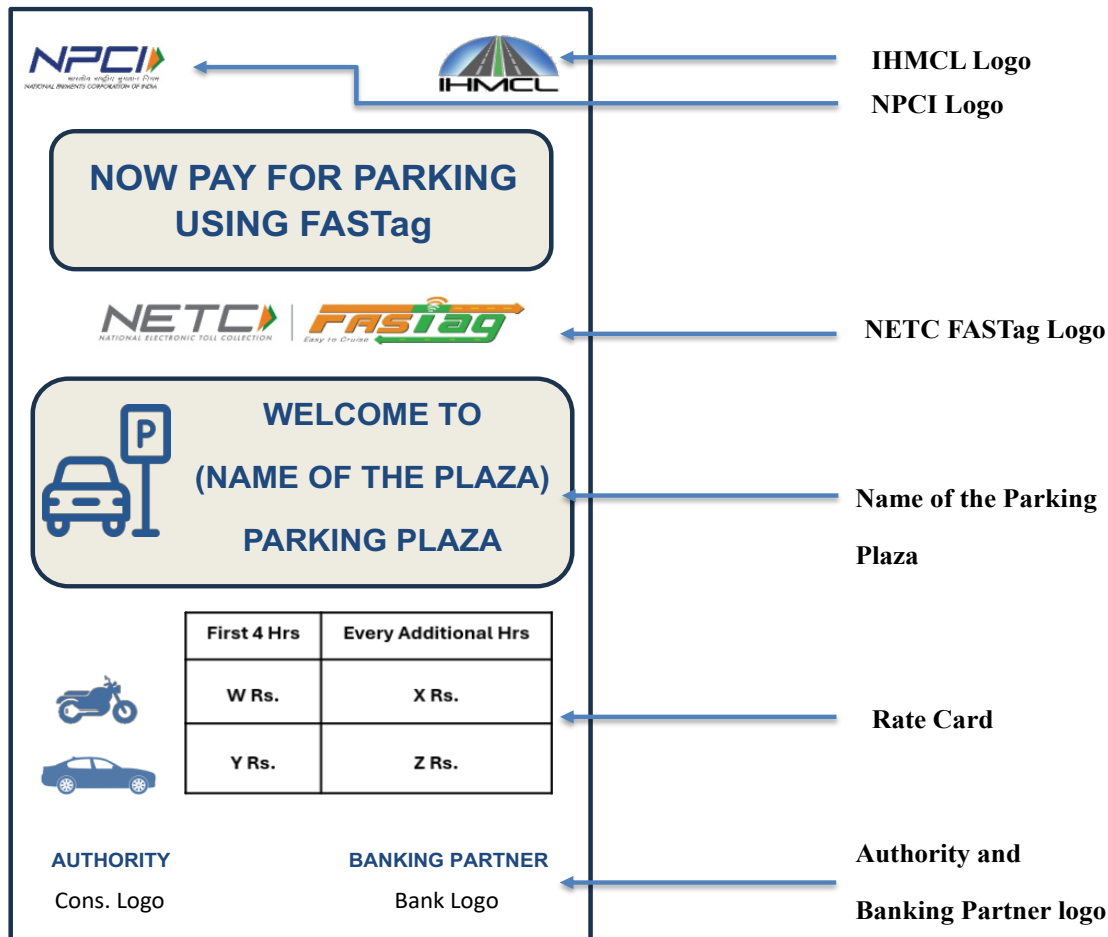 NPCI
भारतीय राष्ट्रीय भुगतान निगम
NATIONAL PAYMENTS CORPORATION OF INDIA
IHMCL
IHMCL Logo
NPCI Logo
NOW PAY FOR PARKING
USING FASTag
NETC
NATIONAL ELECTRONIC TOLL COLLECTION
FASTag
Easy to Cruise
NETC FASTag Logo
P
WELCOME TO
(NAME OF THE PLAZA)
PARKING PLAZA
Name of the Parking
Plaza
First 4 Hrs Every Additional Hrs
W Rs. X Rs.
Y Rs. Z Rs.
Rate Card
AUTHORITY BANKING PARTNER
Cons. Logo Bank Logo
Authority and
Banking Partner logo